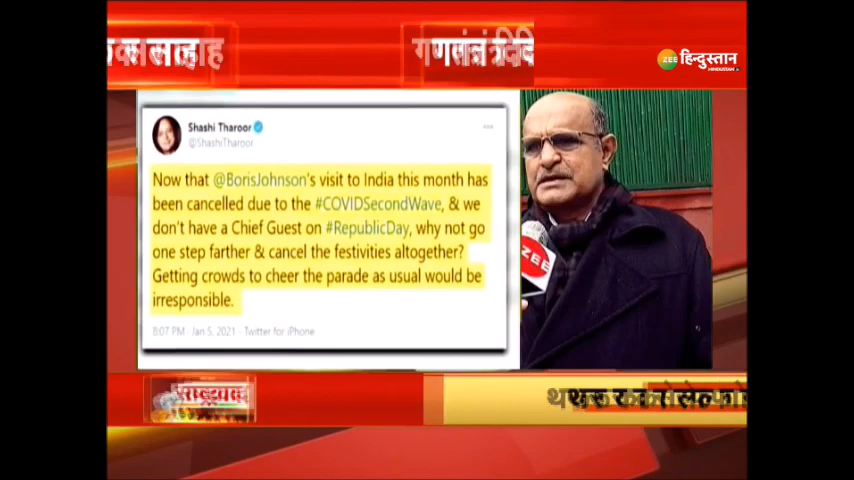 ZEE हिन्दुस्तान
HINDUSTAN
Shashi Tharoor
@ShashiTharoor
Now that @BorisJohnson's visit to India this month has
been cancelled due to the #COVIDSecondWave, & we
don't have a Chief Guest on #RepublicDay, why not go
one step farther & cancel the festivities altogether?
Getting crowds to cheer the parade as usual would be
irresponsible.
8:07 PM · Jan 5, 2021 · Twitter for iPhone
ZEE
राष्ट्रवाद